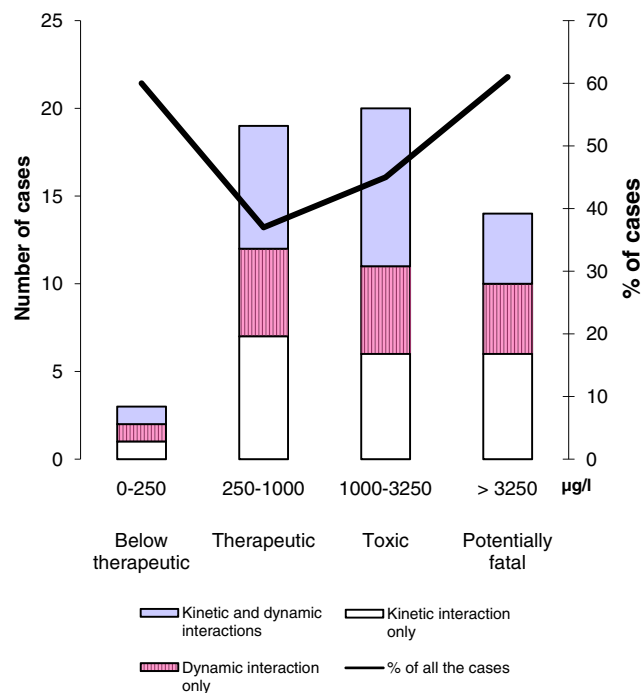 25
20
15
10
5
0
Number of cases
70
60
50
40
30
20
10
0
% of cases
0-250 250-1000 1000-3250 > 3250 µg/l
Below Therapeutic Toxic Potentially
therapeutic fatal
Kinetic and dynamic
interactions
Kinetic interaction
only
Dynamic interaction
only
% of all the cases